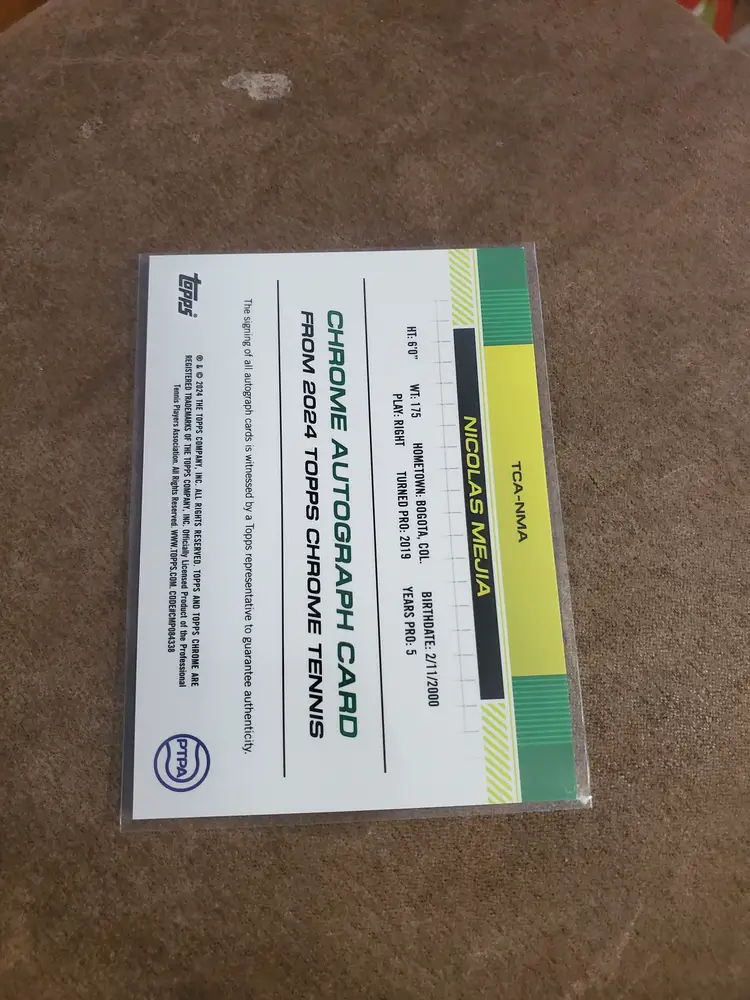 TCA-NMA
NICOLAS MEJIA
HT: 6'0" WT: 175 HOMETOWN: BOGOTA, COL. BIRTHDATE: 2/11/2000
PLAY: RIGHT TURNED PRO: 2019 YEARS PRO: 5
CHROME AUTOGRAPH CARD
FROM 2024 TOPPS CHROME TENNIS
The signing of all autograph cards is witnessed by a Topps representative to guarantee authenticity.
topps
® & © 2024 THE TOPPS COMPANY, INC. ALL RIGHTS RESERVED. TOPPS AND TOPPS CHROME ARE
REGISTERED TRADEMARKS OF THE TOPPS COMPANY, INC. Officially Licensed Product of the Professional
Tennis Players Association. All Rights Reserved. WWW.TOPPS.COM. CODE#CMP084338
PTPA